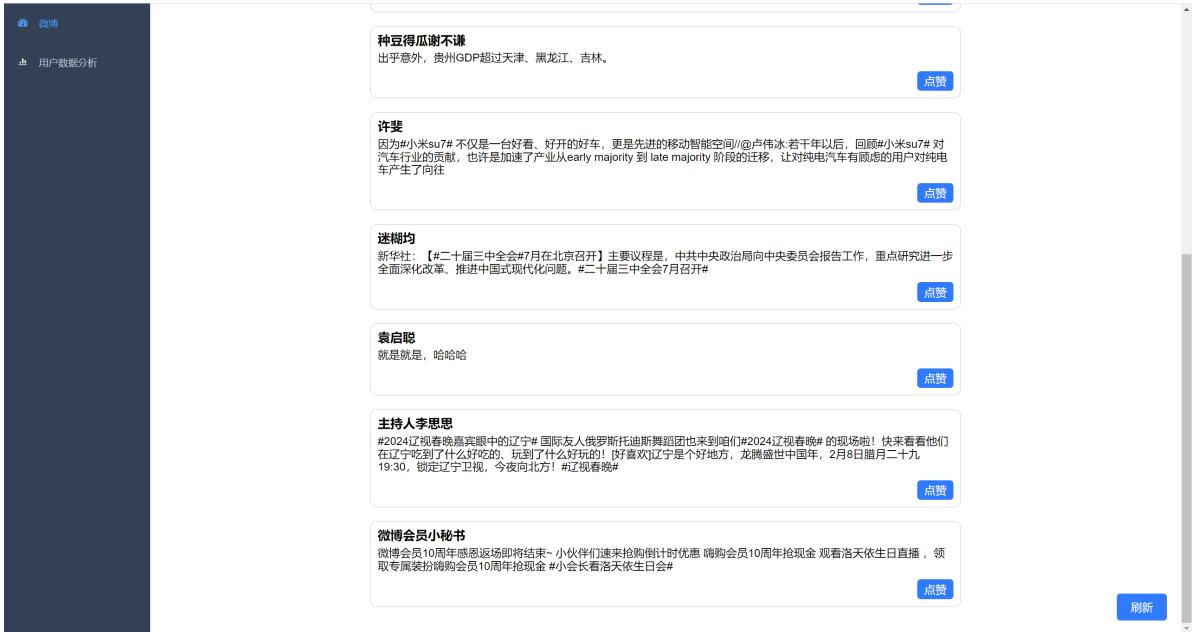 微博
用户数据分析
种豆得瓜谢不谦
出乎意外，贵州GDP超过天津、黑龙江、吉林。
点赞
许斐
因为#小米su7# 不仅是一台好看、好开的好车，更是先进的移动智能空间//@卢伟冰:若干年以后，回顾#小米su7# 对
汽车行业的贡献，也许是加速了产业从early majority 到 late majority 阶段的迁移，让对纯电汽车有顾虑的用户对纯电
车产生了向往
点赞
迷糊均
新华社：【#二十届三中全会#7月在北京召开】主要议程是，中共中央政治局向中央委员会报告工作，重点研究进一步
全面深化改革、推进中国式现代化问题。#二十届三中全会7月召开#
点赞
袁启聪
就是就是，哈哈哈
点赞
主持人李思思
#2024辽视春晚嘉宾眼中的辽宁# 国际友人俄罗斯托迪斯舞蹈团也来到咱们#2024辽视春晚# 的现场啦！快来看看他们
在辽宁吃到了什么好吃的、玩到了什么好玩的！[好喜欢]辽宁是个好地方，龙腾盛世中国年，2月8日腊月二十九
19:30，锁定辽宁卫视，今夜向北方！#辽视春晚#
点赞
微博会员小秘书
微博会员10周年感恩返场即将结束~ 小伙伴们速来抢购倒计时优惠 嗨购会员10周年抢现金 观看洛天依生日直播 ，领
取专属装扮嗨购会员10周年抢现金 #小会长看洛天依生日会#
点赞
刷新